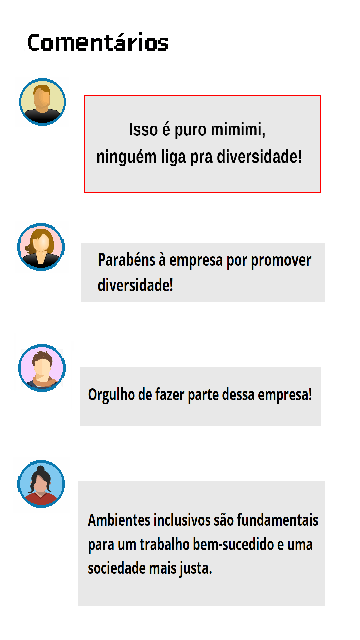 Comentários
Isso é puro mimimi,
ninguém liga pra diversidade!
Parabéns à empresa por promover
diversidade!
Orgulho de fazer parte dessa empresa!
Ambientes inclusivos são fundamentais
para um trabalho bem-sucedido e uma
sociedade mais justa.